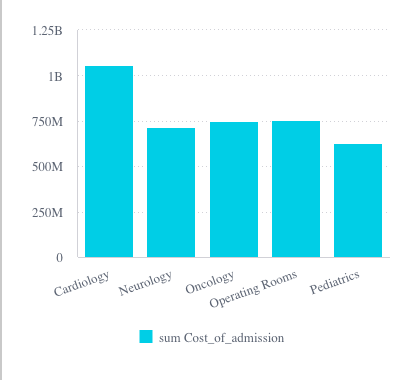 1.25B
1B
750M
500M
250M
0
Cardiology
Neurology
Oncology
Operating Rooms
Pediatrics
sum Cost_of_admission